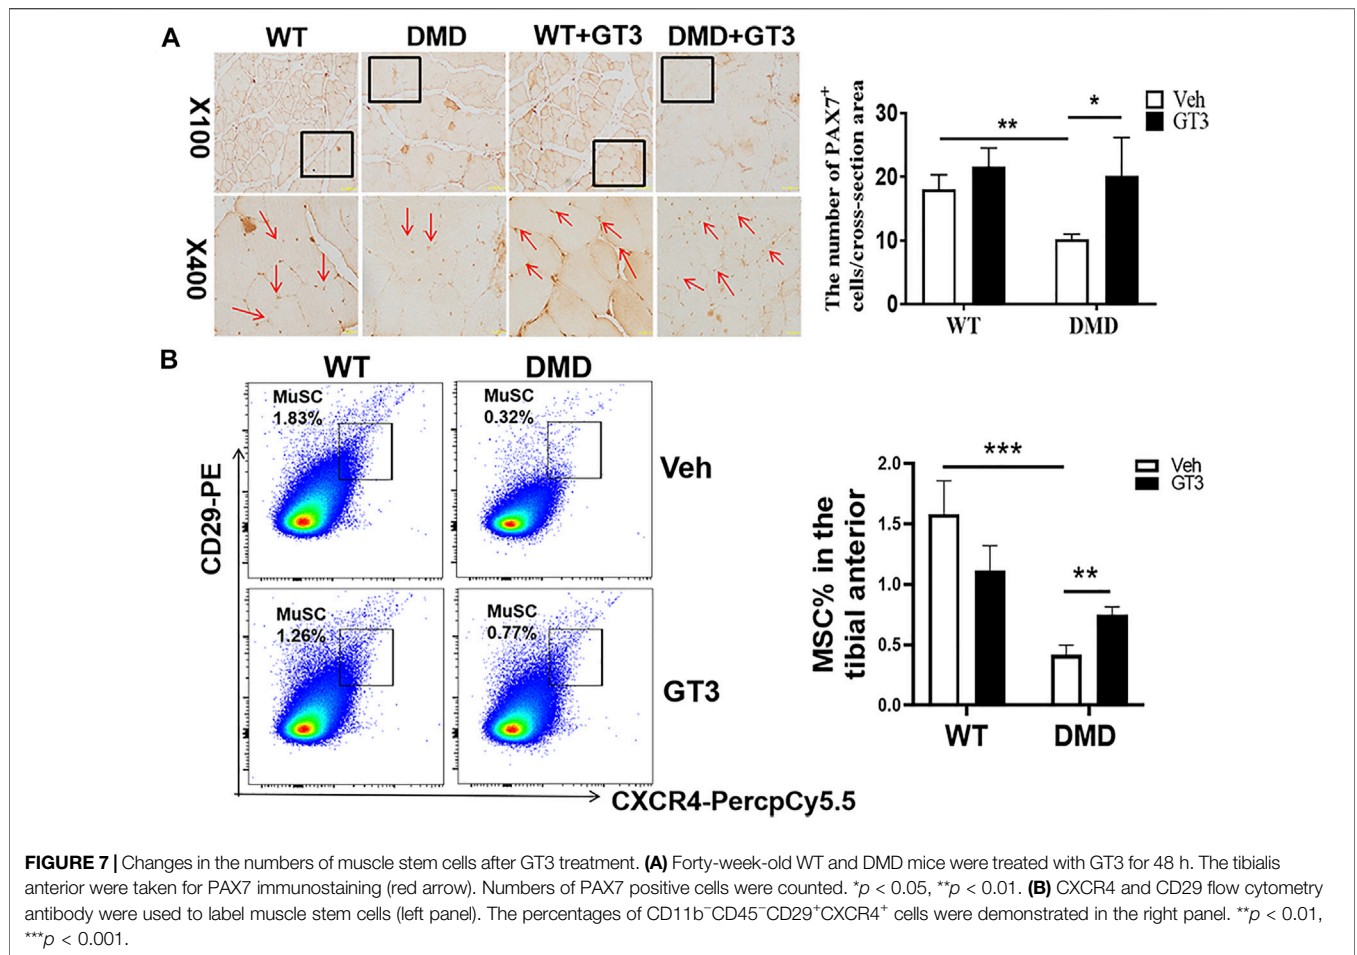 A
WT
DMD
WT+GT3
DMD+GT3
X100
X400
The number of PAX7+
cells/cross-section area
30
20
10
0
**
*
Veh
GT3
WT
DMD
B
WT
DMD
MuSC
1.83%
MuSC
0.32%
Veh
CD29-PE
MuSC
1.26%
MuSC
0.77%
GT3
CXCR4-PercpCy5.5
MSC% in the
tibial anterior
2.0
1.5
1.0
0.5
0.0
***
**
Veh
GT3
WT
DMD
FIGURE 7 | Changes in the numbers of muscle stem cells after GT3 treatment. (A) Forty-week-old WT and DMD mice were treated with GT3 for 48 h. The tibialis
anterior were taken for PAX7 immunostaining (red arrow). Numbers of PAX7 positive cells were counted. *p < 0.05, **p < 0.01. (B) CXCR4 and CD29 flow cytometry
antibody were used to label muscle stem cells (left panel). The percentages of CD11b⁻CD45⁻CD29⁺CXCR4⁺ cells were demonstrated in the right panel. **p < 0.01,
***p < 0.001.